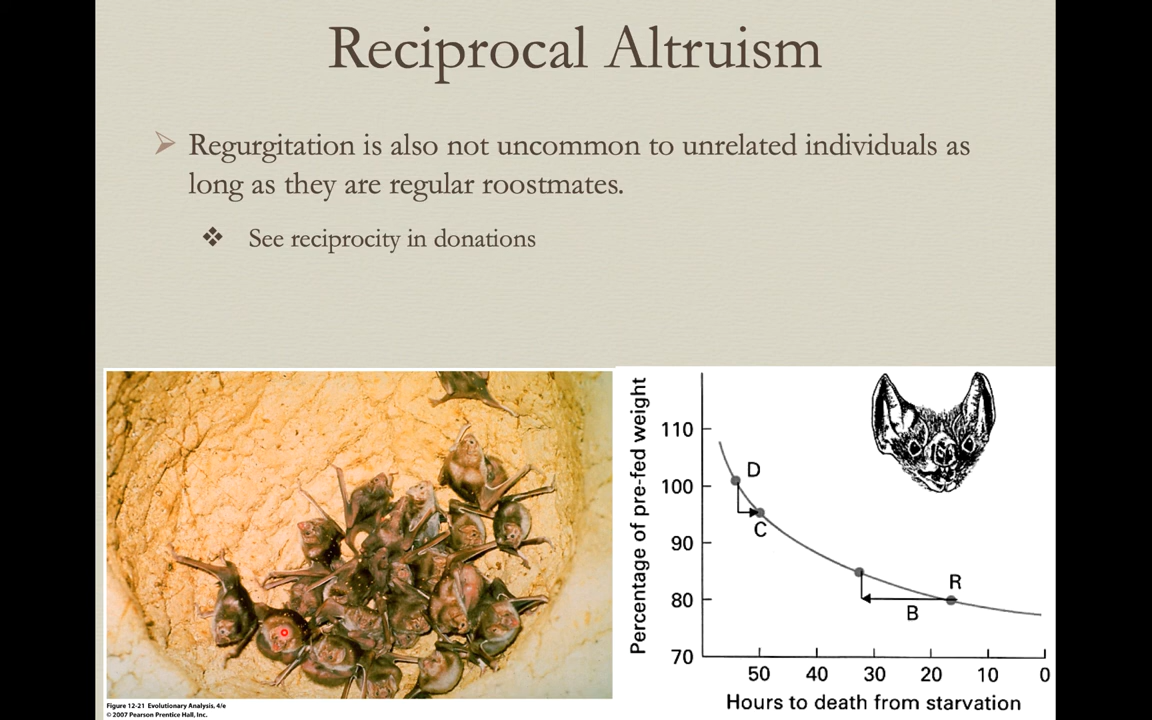 Reciprocal Altruism
Regurgitation is also not uncommon to unrelated individuals as
long as they are regular roostmates.
See reciprocity in donations
Percentage of pre-fed weight
110
100
90
80
70
D
C
R
B
50 40 30 20 10 0
Hours to death from starvation
Figure 12-21 Evolutionary Analysis, 4/e
© 2007 Pearson Prentice Hall, Inc.